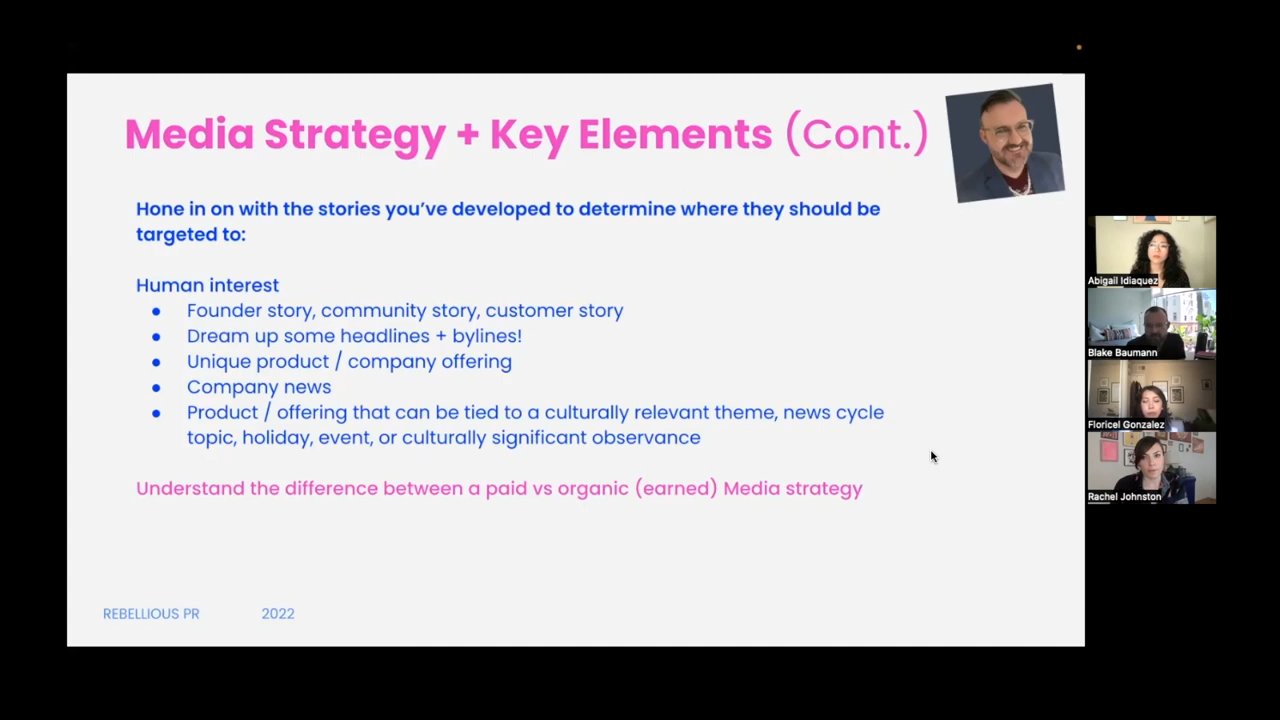 Media Strategy + Key Elements (Cont.)
Hone in on with the stories you’ve developed to determine where they should be
targeted to:
Human interest
● Founder story, community story, customer story
● Dream up some headlines + bylines!
● Unique product / company offering
● Company news
● Product / offering that can be tied to a culturally relevant theme, news cycle
topic, holiday, event, or culturally significant observance
Understand the difference between a paid vs organic (earned) Media strategy
REBELLIOUS PR 2022
Abigail Idiaquez
Blake Baumann
Floricel Gonzalez
Rachel Johnston